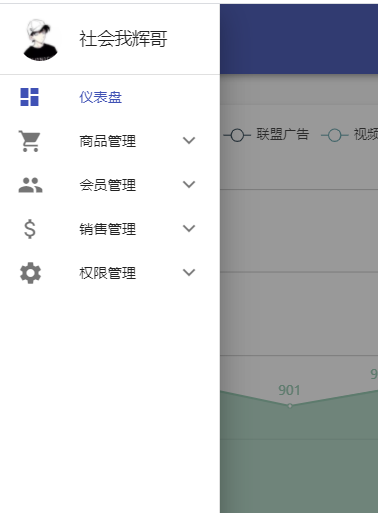 社会我辉哥
仪表盘
商品管理
会员管理
销售管理
权限管理
联盟广告 视频
901
9